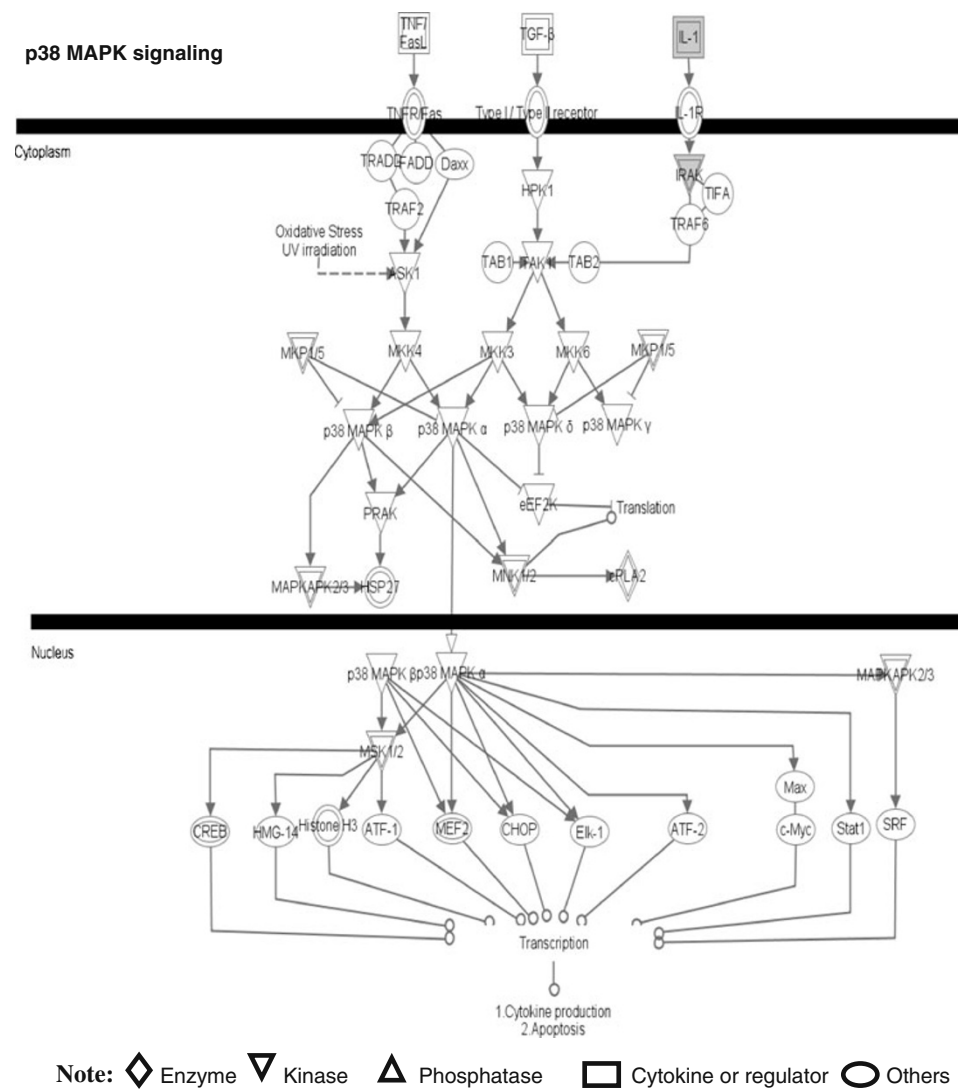 p38 MAPK signaling
TNF/
FasL
TGF-β
IL-1
TNFR/Fas
Type I / Type II receptor
IL-1R
Cytoplasm
TRADD
FADD
Daxx
HPK1
IRAK
TIFA
TRAF2
TRAF6
Oxidative Stress
UV irradiation
ASK1
TAB1
TAK1
TAB2
MKP1/5
MKK4
MKK3
MKK6
MKP1/5
p38 MAPK β
p38 MAPK α
p38 MAPK δ
p38 MAPK γ
PRAK
eEF2K
Translation
MAPKAPK2/3
HSP27
MNK1/2
cPLA2
Nucleus
p38 MAPK β
p38 MAPK α
MAPKAPK2/3
MSK1/2
Max
CREB
HMG-14
Histone H3
ATF-1
MEF2
CHOP
Elk-1
ATF-2
c-Myc
Stat1
SRF
Transcription
1.Cytokine production
2.Apoptosis
Note: Enzyme Kinase Phosphatase Cytokine or regulator Others